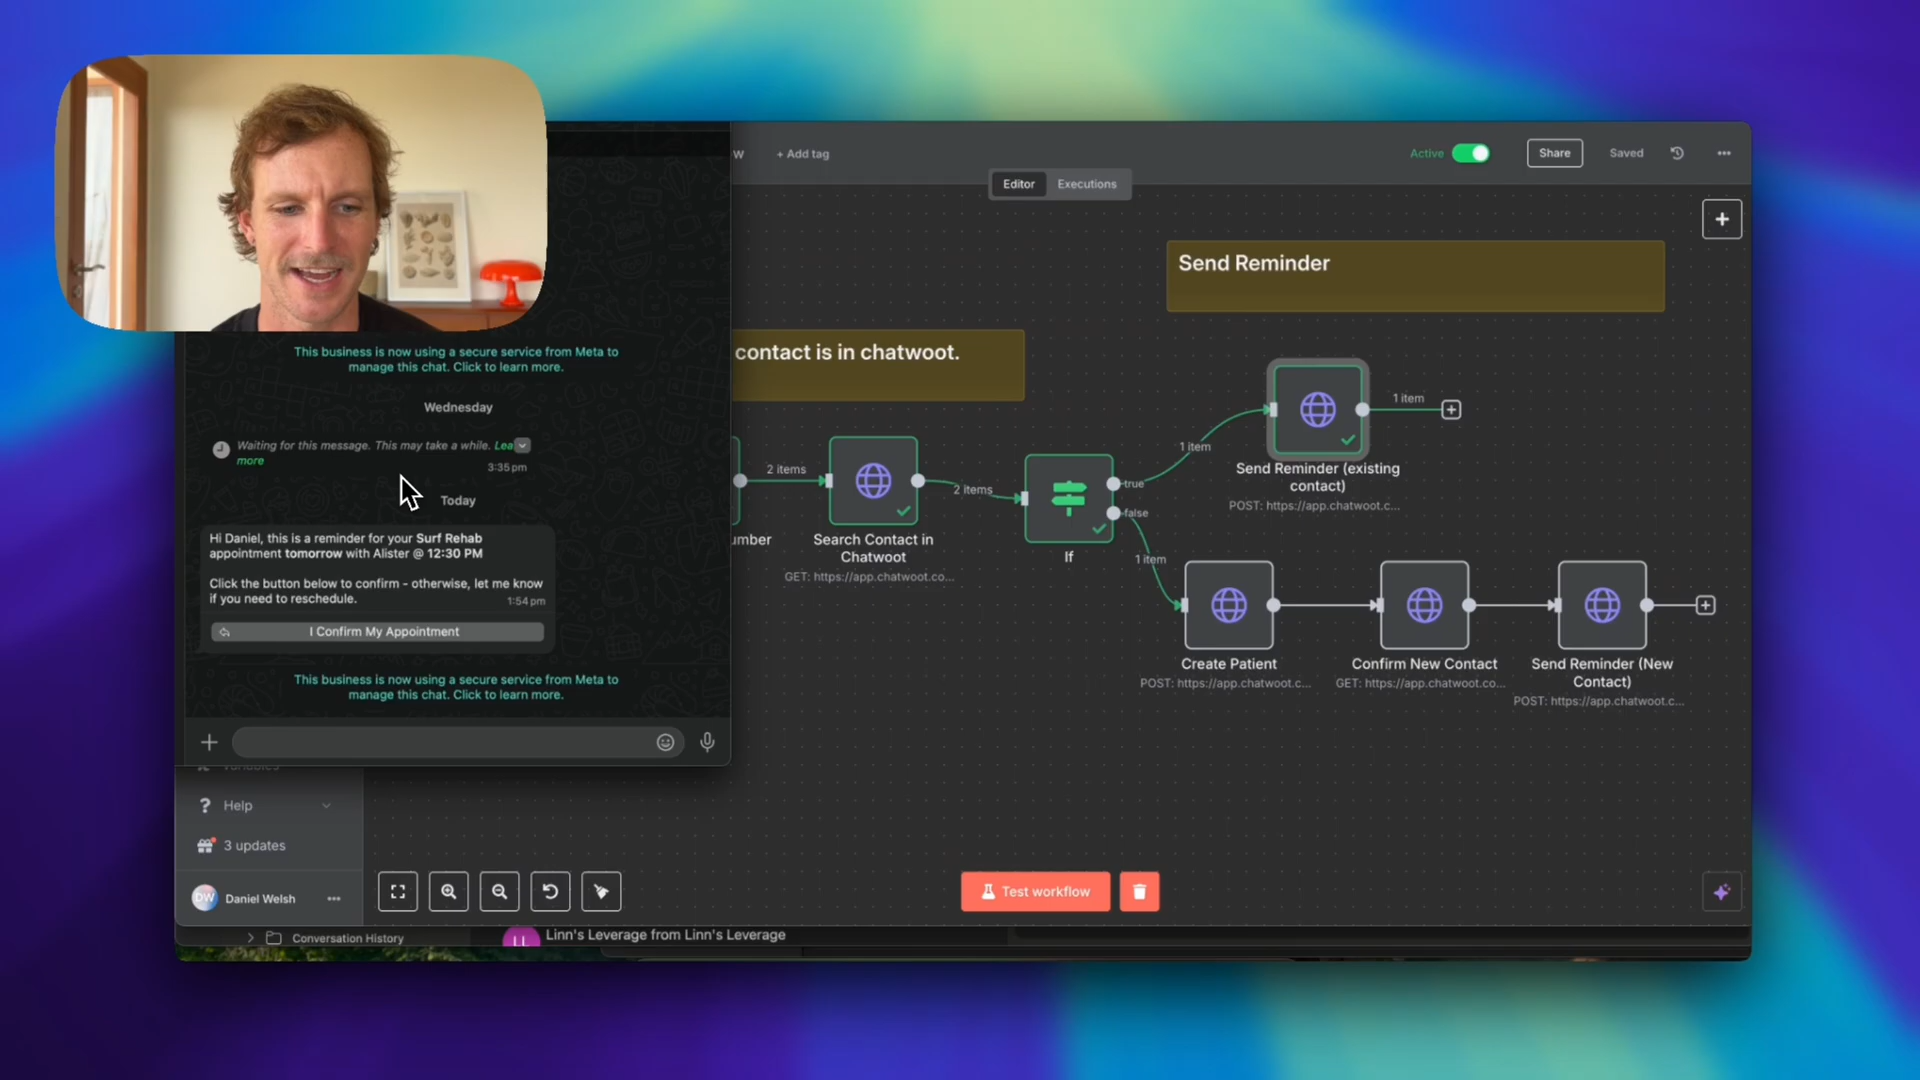 W
+ Add tag
Active
Share
Saved
Editor
Executions
Send Reminder
contact is in chatwoot.
This business is now using a secure service from Meta to
manage this chat. Click to learn more.
Wednesday
Waiting for this message. This may take a while. Lea
more
3:35 pm
Today
Hi Daniel, this is a reminder for your Surf Rehab
appointment tomorrow with Alister @ 12:30 PM
Click the button below to confirm - otherwise, let me know
if you need to reschedule.
1:54 pm
I Confirm My Appointment
This business is now using a secure service from Meta to
manage this chat. Click to learn more.
umber
2 items
Search Contact in
Chatwoot
GET: https://app.chatwoot.co...
2 items
If
true
false
1 item
1 item
Send Reminder (existing
contact)
POST: https://app.chatwoot.c...
1 item
Create Patient
POST: https://app.chatwoot.c...
Confirm New Contact
GET: https://app.chatwoot.co...
Send Reminder (New
Contact)
POST: https://app.chatwoot.c...
Variables
Help
3 updates
DW
Daniel Welsh
Test workflow
Conversation History
LL
Linn's Leverage from Linn's Leverage